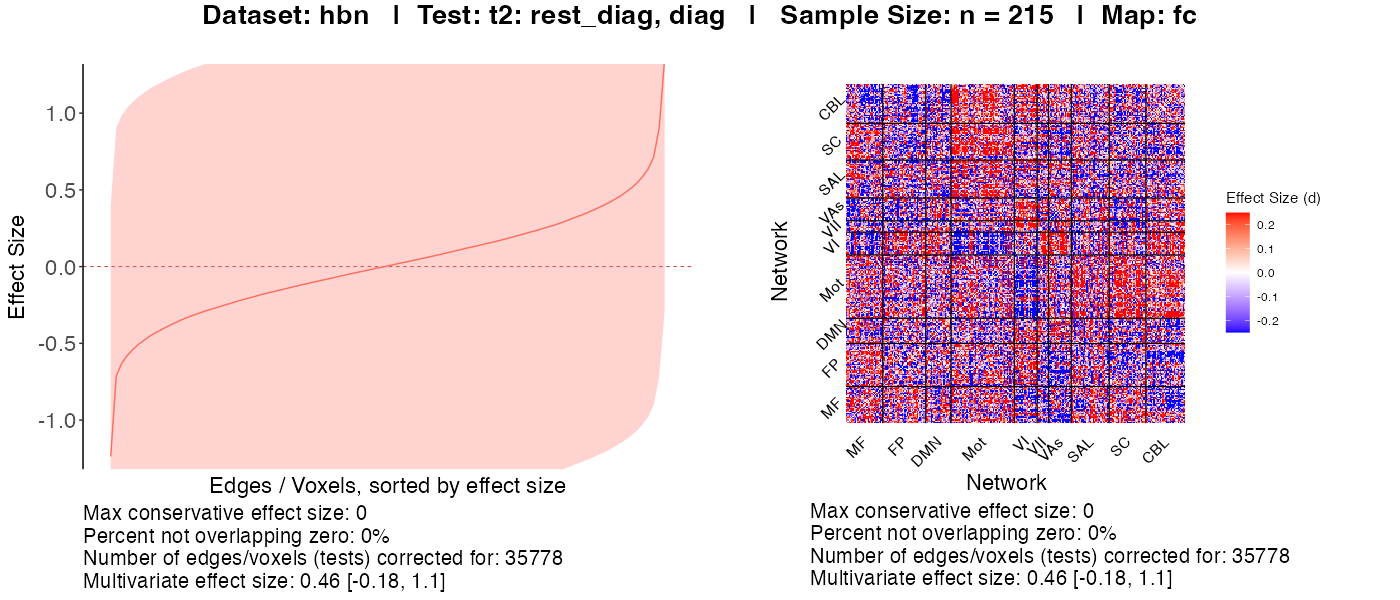 Dataset: hbn | Test: t2: rest_diag, diag | Sample Size: n = 215 | Map: fc
Effect Size
1.0
0.5
0.0
-0.5
-1.0
Edges / Voxels, sorted by effect size
Max conservative effect size: 0
Percent not overlapping zero: 0%
Number of edges/voxels (tests) corrected for: 35778
Multivariate effect size: 0.46 [-0.18, 1.1]
Network
CBL
SC
SAL
VAs
VII
VI
Mot
DMN
FP
MF
MF
FP
DMN
Mot
VI
VII
VAs
SAL
SC
CBL
Network
Effect Size (d)
0.2
0.1
0.0
-0.1
-0.2
Max conservative effect size: 0
Percent not overlapping zero: 0%
Number of edges/voxels (tests) corrected for: 35778
Multivariate effect size: 0.46 [-0.18, 1.1]